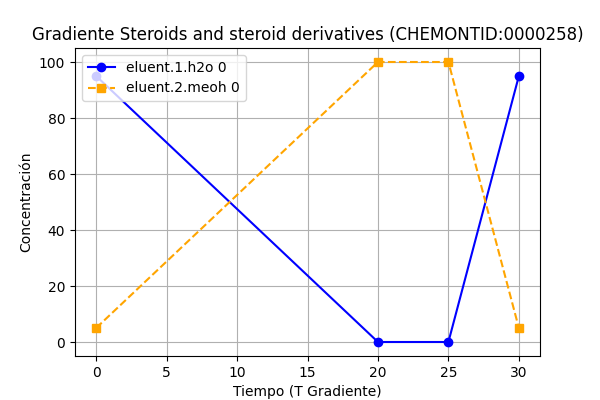 Gradiente Steroids and steroid derivatives (CHEMONTID:0000258)
eluent.1.h2o 0
eluent.2.meoh 0
100
80
60
40
20
0
Concentración
0 5 10 15 20 25 30
Tiempo (T Gradiente)